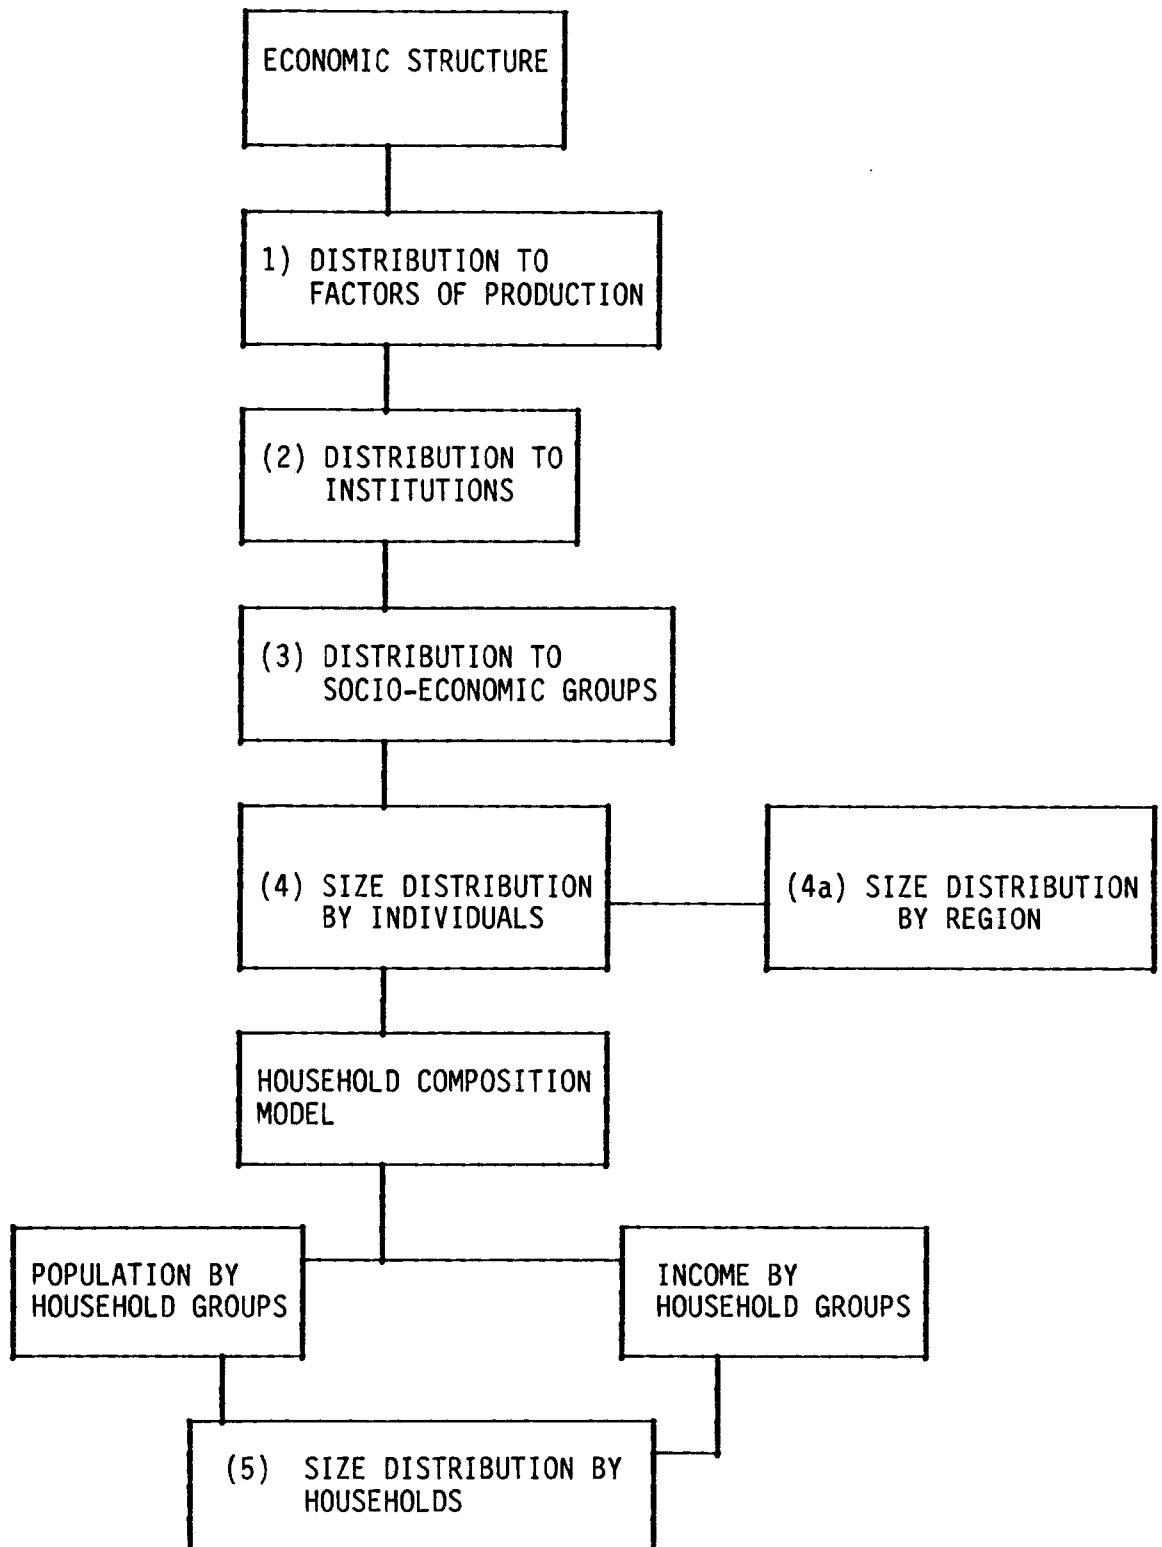 ECONOMIC STRUCTURE
1) DISTRIBUTION TO
FACTORS OF PRODUCTION
(2) DISTRIBUTION TO
INSTITUTIONS
(3) DISTRIBUTION TO
SOCIO-ECONOMIC GROUPS
(4) SIZE DISTRIBUTION
BY INDIVIDUALS
(4a) SIZE DISTRIBUTION
BY REGION
HOUSEHOLD COMPOSITION
MODEL
POPULATION BY
HOUSEHOLD GROUPS
INCOME BY
HOUSEHOLD GROUPS
(5) SIZE DISTRIBUTION BY
HOUSEHOLDS